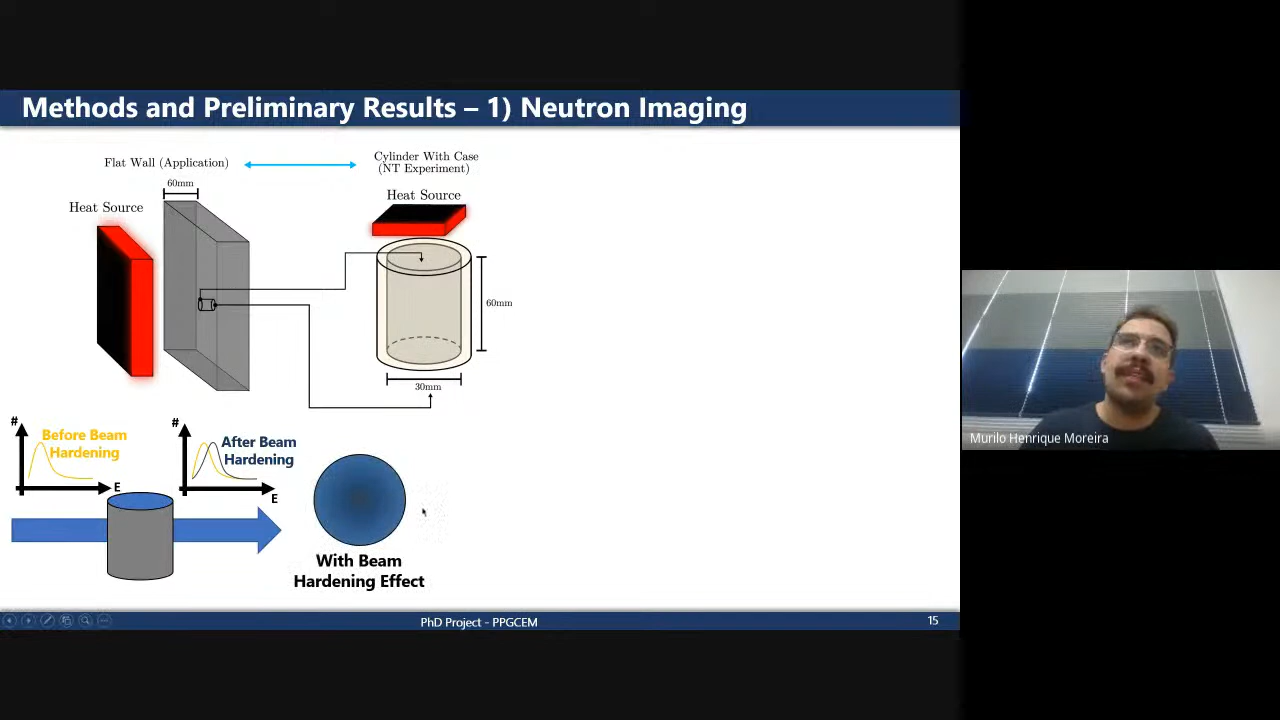 Methods and Preliminary Results – 1) Neutron Imaging
Flat Wall (Application)
Cylinder With Case
(NT Experiment)
60mm
Heat Source
Heat Source
60mm
30mm
#
Before Beam
Hardening
E
#
After Beam
Hardening
E
With Beam
Hardening Effect
PhD Project - PPGCEM
15
Murilo Henrique Moreira